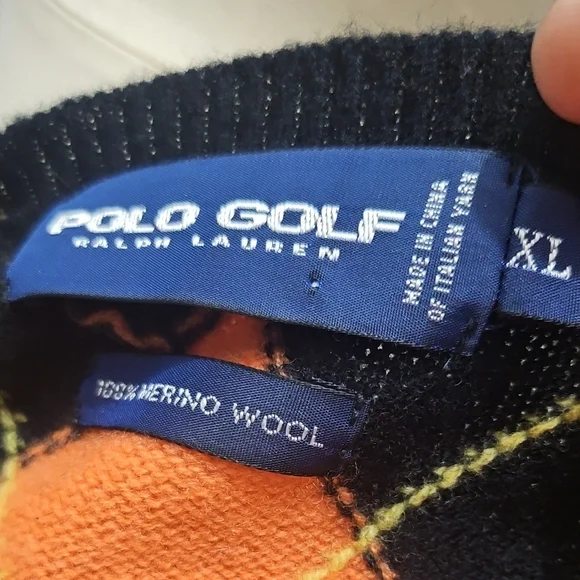 POLO GOLF
RALPH LAUREN
MADE IN CHINA
OF ITALIAN YARN
XL
100% MERINO WOOL